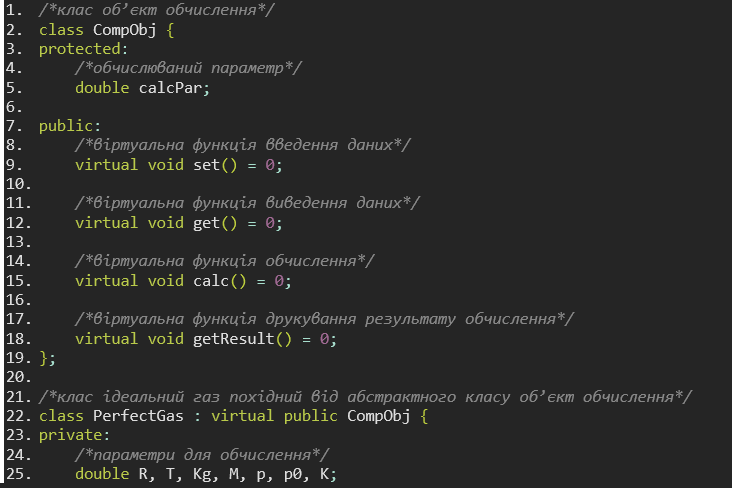 1. /*клас об’єкт обчислення*/
2. class CompObj {
3. protected:
4.     /*обчислюваний параметр*/
5.     double calcPar;
6.
7. public:
8.     /*віртуальна функція введення даних*/
9.     virtual void set() = 0;
10.
11.     /*віртуальна функція виведення даних*/
12.     virtual void get() = 0;
13.
14.     /*віртуальна функція обчислення*/
15.     virtual void calc() = 0;
16.
17.     /*віртуальна функція друкування результату обчислення*/
18.     virtual void getResult() = 0;
19. };
20.
21. /*клас ідеальний газ похідний від абстрактного класу об’єкт обчислення*/
22. class PerfectGas : virtual public CompObj {
23. private:
24.     /*параметри для обчислення*/
25.     double R, T, Kg, M, p, p0, K;